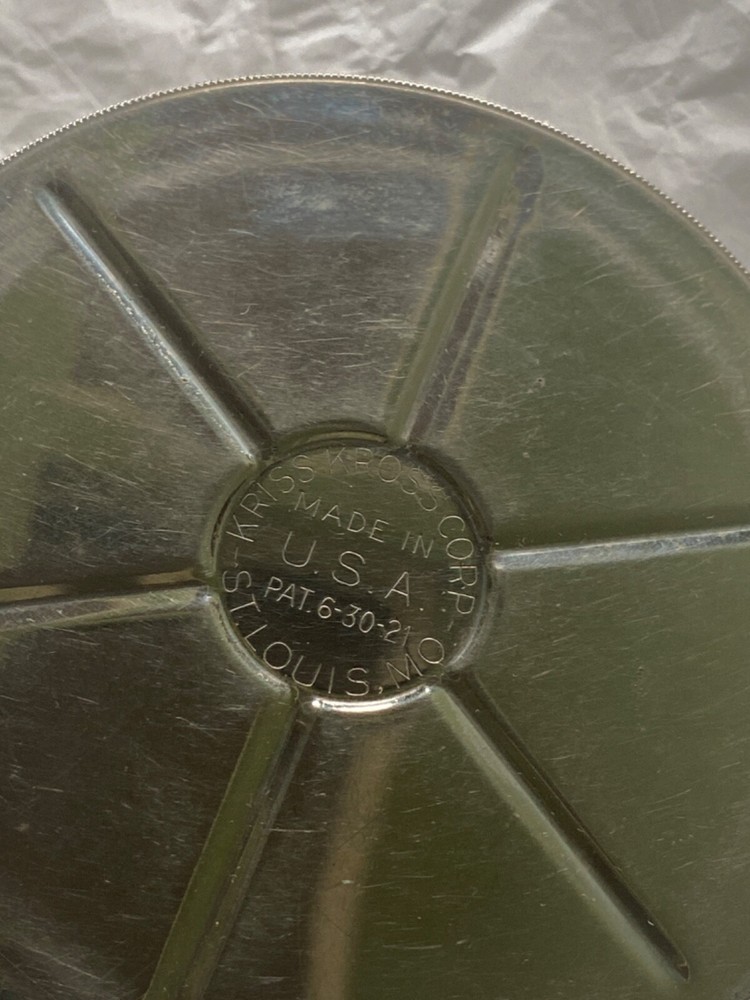 -KRISS KROSS CORP-
MADE IN
U.S.A.
PAT. 6-30-21
ST. LOUIS, MO